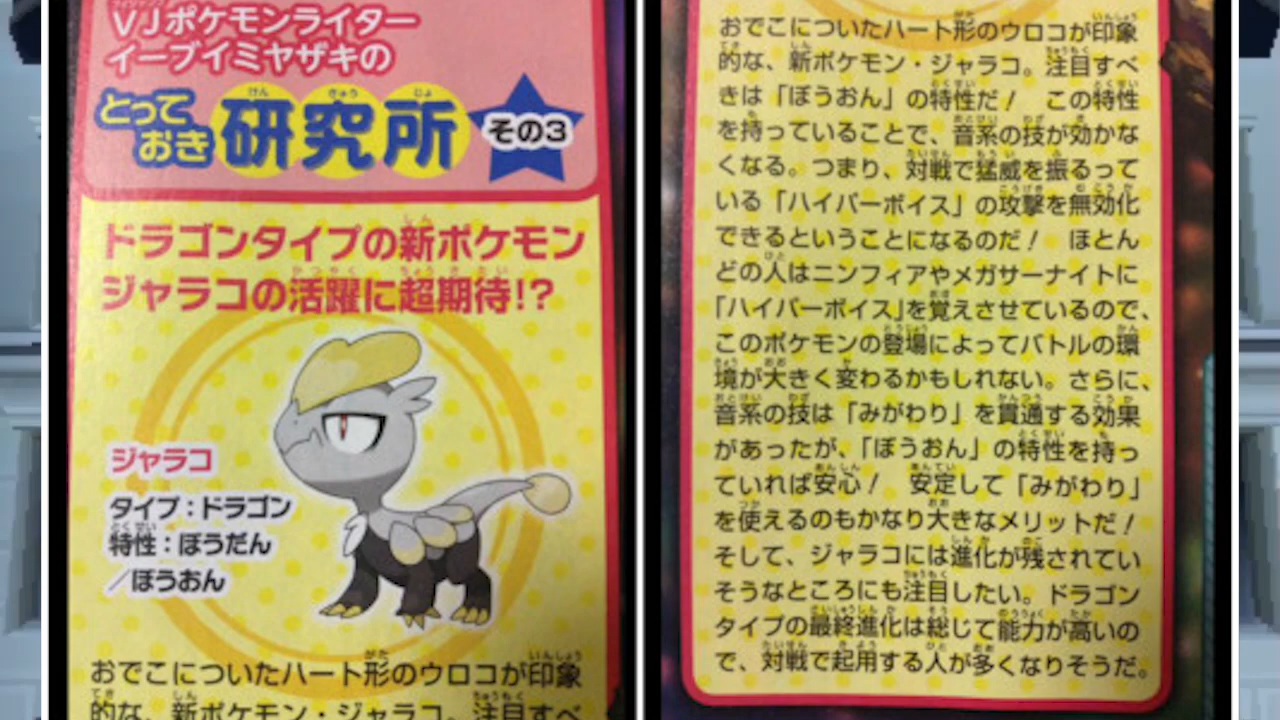 VJポケモンライター
イーブイミヤザキの
とって
おき
研究所
その3
ドラゴンタイプの新ポケモン
ジャラコの活躍に超期待!?
ジャラコ
タイプ:ドラゴン
特性:ぼうだん
/ぼうおん
おでこについたハート形のウロコが印象
的な、新ポケモン・ジャラコ。注目すべ
おでこについたハート形のウロコが印象
的な、新ポケモン・ジャラコ。注目すべ
きは「ぼうおん」の特性だ! この特性
を持っていることで、音系の技が効かな
くなる。つまり、対戦で猛威を振るって
いる「ハイパーボイス」の攻撃を無効化
できるということになるのだ! ほとん
どの人はニンフィアやメガサーナイトに
「ハイパーボイス」を覚えさせているので、
このポケモンの登場によってバトルの環
境が大きく変わるかもしれない。さらに、
音系の技は「みがわり」を貫通する効果
があったが、「ぼうおん」の特性を持っ
ていれば安心! 安定して「みがわり」
を使えるのもかなり大きなメリットだ!
そして、ジャラコには進化が残されてい
そうなところにも注目したい。ドラゴン
タイプの最終進化は総じて能力が高いの
で、対戦で起用する人が多くなりそうだ。